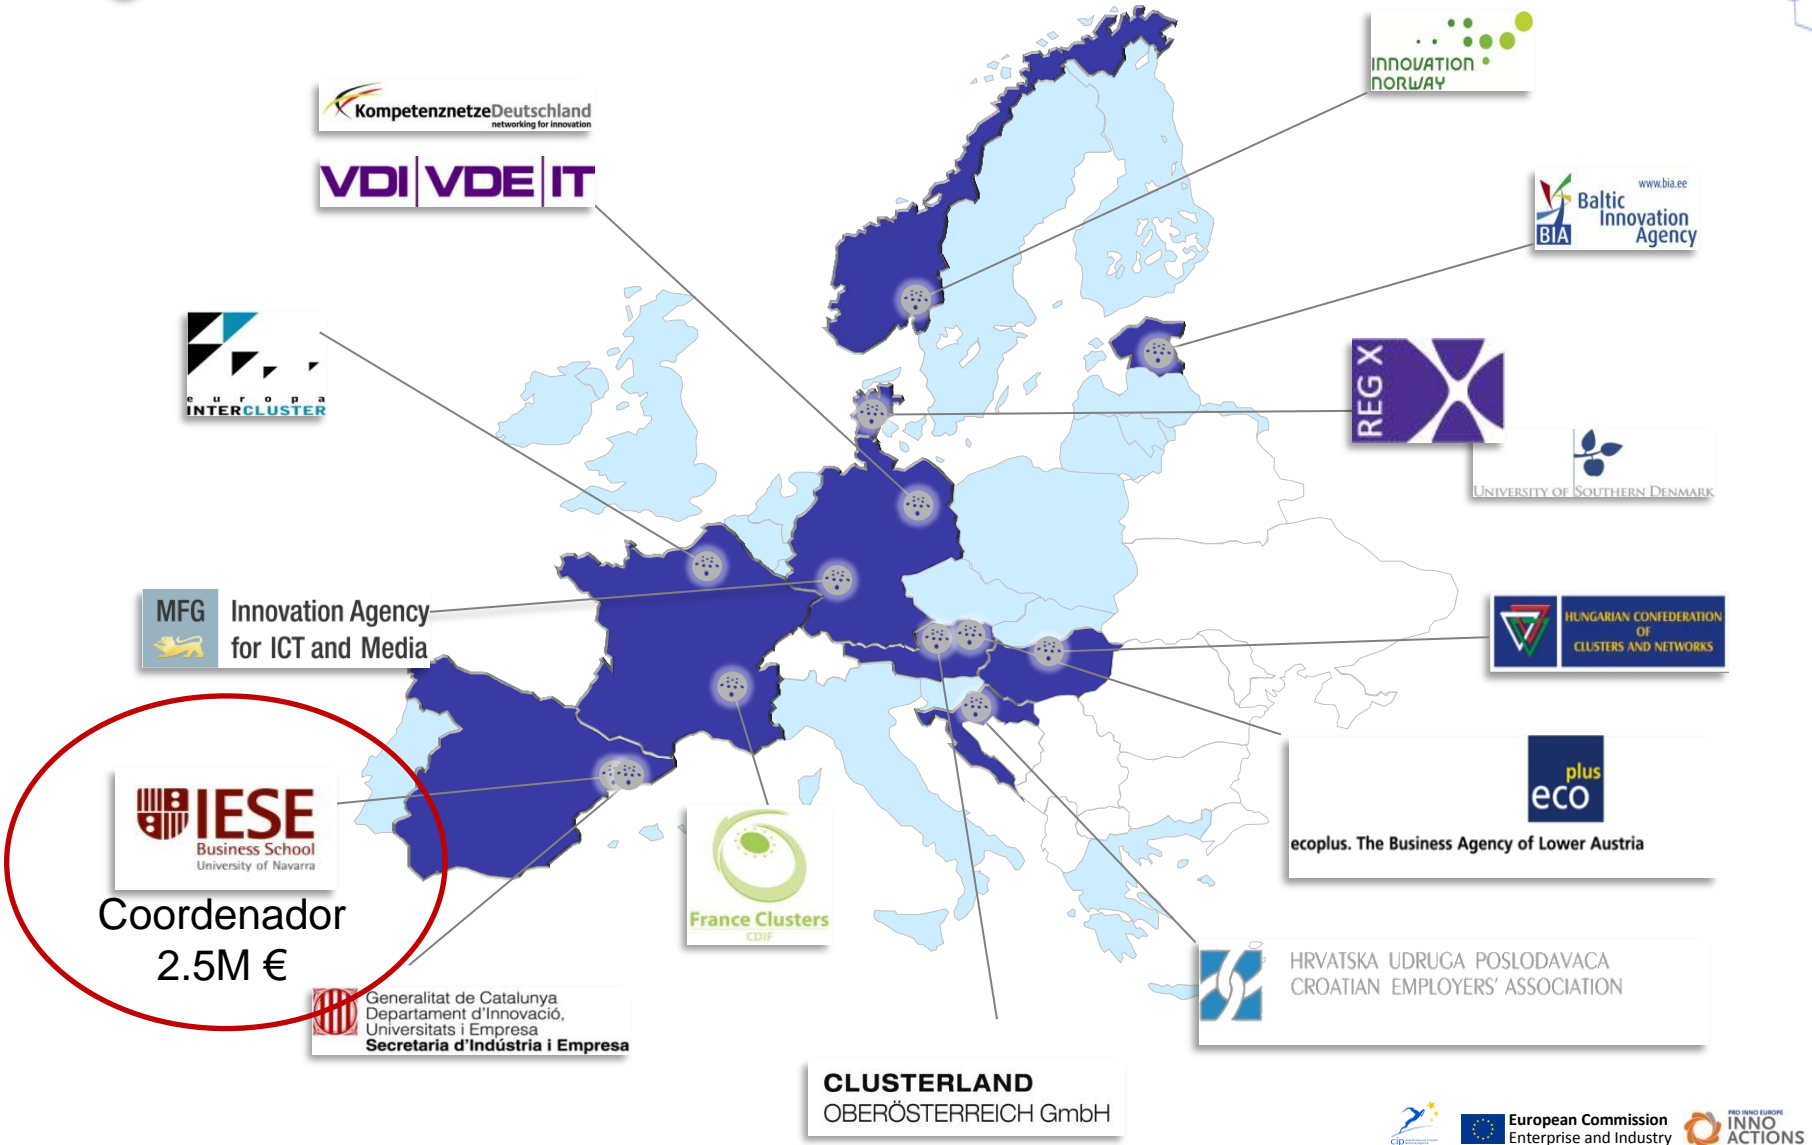 INNOVATION
NORWAY
KompetenznetzeDeutschland
networking for innovation
VDI|VDE|IT
www.bia.ee
Baltic
Innovation
Agency
BIA
europa
INTERCLUSTER
REG X
UNIVERSITY OF SOUTHERN DENMARK
MFG Innovation Agency
for ICT and Media
HUNGARIAN CONFEDERATION
OF
CLUSTERS AND NETWORKS
IESE
Business School
University of Navarra
Coordenador
2.5M €
plus
eco
ecoplus. The Business Agency of Lower Austria
France Clusters
CDIF
HRVATSKA UDRUGA POSLODAVACA
CROATIAN EMPLOYERS' ASSOCIATION
Generalitat de Catalunya
Departament d'Innovació,
Universitats i Empresa
Secretaria d'Indústria i Empresa
CLUSTERLAND
OBERÖSTERREICH GmbH
cip
European Commission
Enterprise and Industry
PRO INNO EUROPE
INNO
ACTIONS